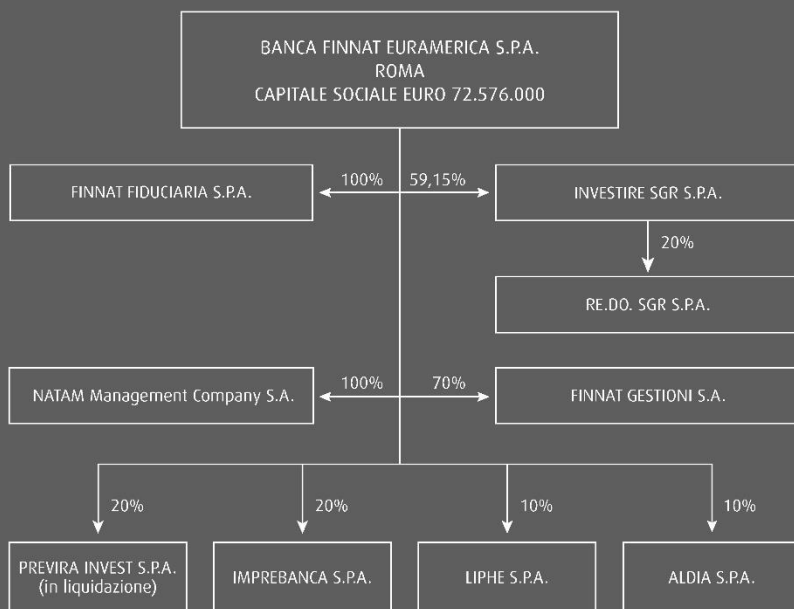 BANCA FINNAT EURAMERICA S.P.A.
ROMA
CAPITALE SOCIALE EURO 72.576.000
FINNAT FIDUCIARIA S.P.A.
100%
59,15%
INVESTIRE SGR S.P.A.
20%
RE.DO. SGR S.P.A.
NATAM Management Company S.A.
100%
70%
FINNAT GESTIONI S.A.
20%
20%
10%
10%
PREVIRA INVEST S.P.A.
(in liquidazione)
IMPREBANCA S.P.A.
LIPHE S.P.A.
ALDIA S.P.A.